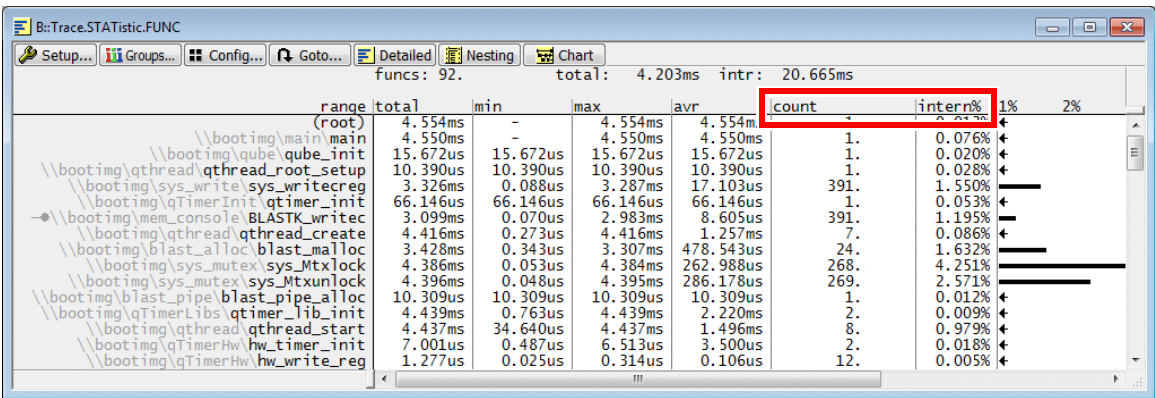 B::Trace.STATistic.FUNC
Setup... Groups... Config... Goto... Detailed Nesting Chart
funcs: 92. total: 4.203ms intr: 20.665ms
range total min max avr count intern% 1% 2%
(root) 4.554ms - 4.554ms 4.554m 1. 0.013%
\\bootimg\main\main 4.550ms - 4.550ms 4.550ms 1. 0.076%
\\bootimg\qube\qube_init 15.672us 15.672us 15.672us 15.672us 1. 0.020%
\\bootimg\qthread\qthread_root_setup 10.390us 10.390us 10.390us 10.390us 1. 0.028%
\\bootimg\sys_write\sys_writecreg 3.326ms 0.088us 3.287ms 17.103us 391. 1.550%
\\bootimg\qTimerInit\qtimer_init 66.146us 66.146us 66.146us 66.146us 1. 0.053%
\\bootimg\mem_console\BLASTK_writec 3.099ms 0.070us 2.983ms 8.605us 391. 1.195%
\\bootimg\qthread\qthread_create 4.416ms 0.273us 4.416ms 1.257ms 7. 0.086%
\\bootimg\blast_alloc\blast_malloc 3.428ms 0.343us 3.307ms 478.543us 24. 1.632%
\\bootimg\sys_mutex\sys_Mtxlock 4.386ms 0.053us 4.384ms 262.988us 268. 4.251%
\\bootimg\sys_mutex\sys_Mtxunlock 4.396ms 0.048us 4.395ms 286.178us 269. 2.571%
\\bootimg\blast_pipe\blast_pipe_alloc 10.309us 10.309us 10.309us 10.309us 1. 0.012%
\\bootimg\qTimerLibs\qtimer_lib_init 4.439ms 0.763us 4.439ms 2.220ms 2. 0.009%
\\bootimg\qthread\qthread_start 4.437ms 34.640us 4.437ms 1.496ms 8. 0.979%
\\bootimg\qTimerHw\hw_timer_init 7.001us 0.487us 6.513us 3.500us 2. 0.018%
\\bootimg\qTimerHw\hw_write_reg 1.277us 0.025us 0.314us 0.106us 12. 0.005%